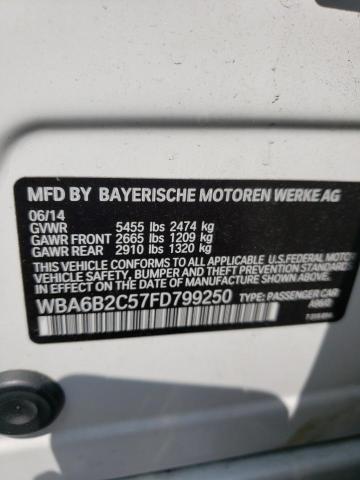 MFD BY BAYERISCHE MOTOREN WERKE AG
06/14
GVWR 5455 lbs 2474 kg
GAWR FRONT 2665 lbs 1209 kg
GAWR REAR 2910 lbs 1320 kg
THIS VEHICLE CONFORMS TO ALL APPLICABLE U.S. FEDERAL MOTOR
VEHICLE SAFETY, BUMPER, AND THEFT PREVENTION
STANDARDS IN EFFECT ON THE DATE OF MANUFACTURE SHOWN ABOVE
WBA6B2C57FD799250 TYPE: PASSENGER CAR